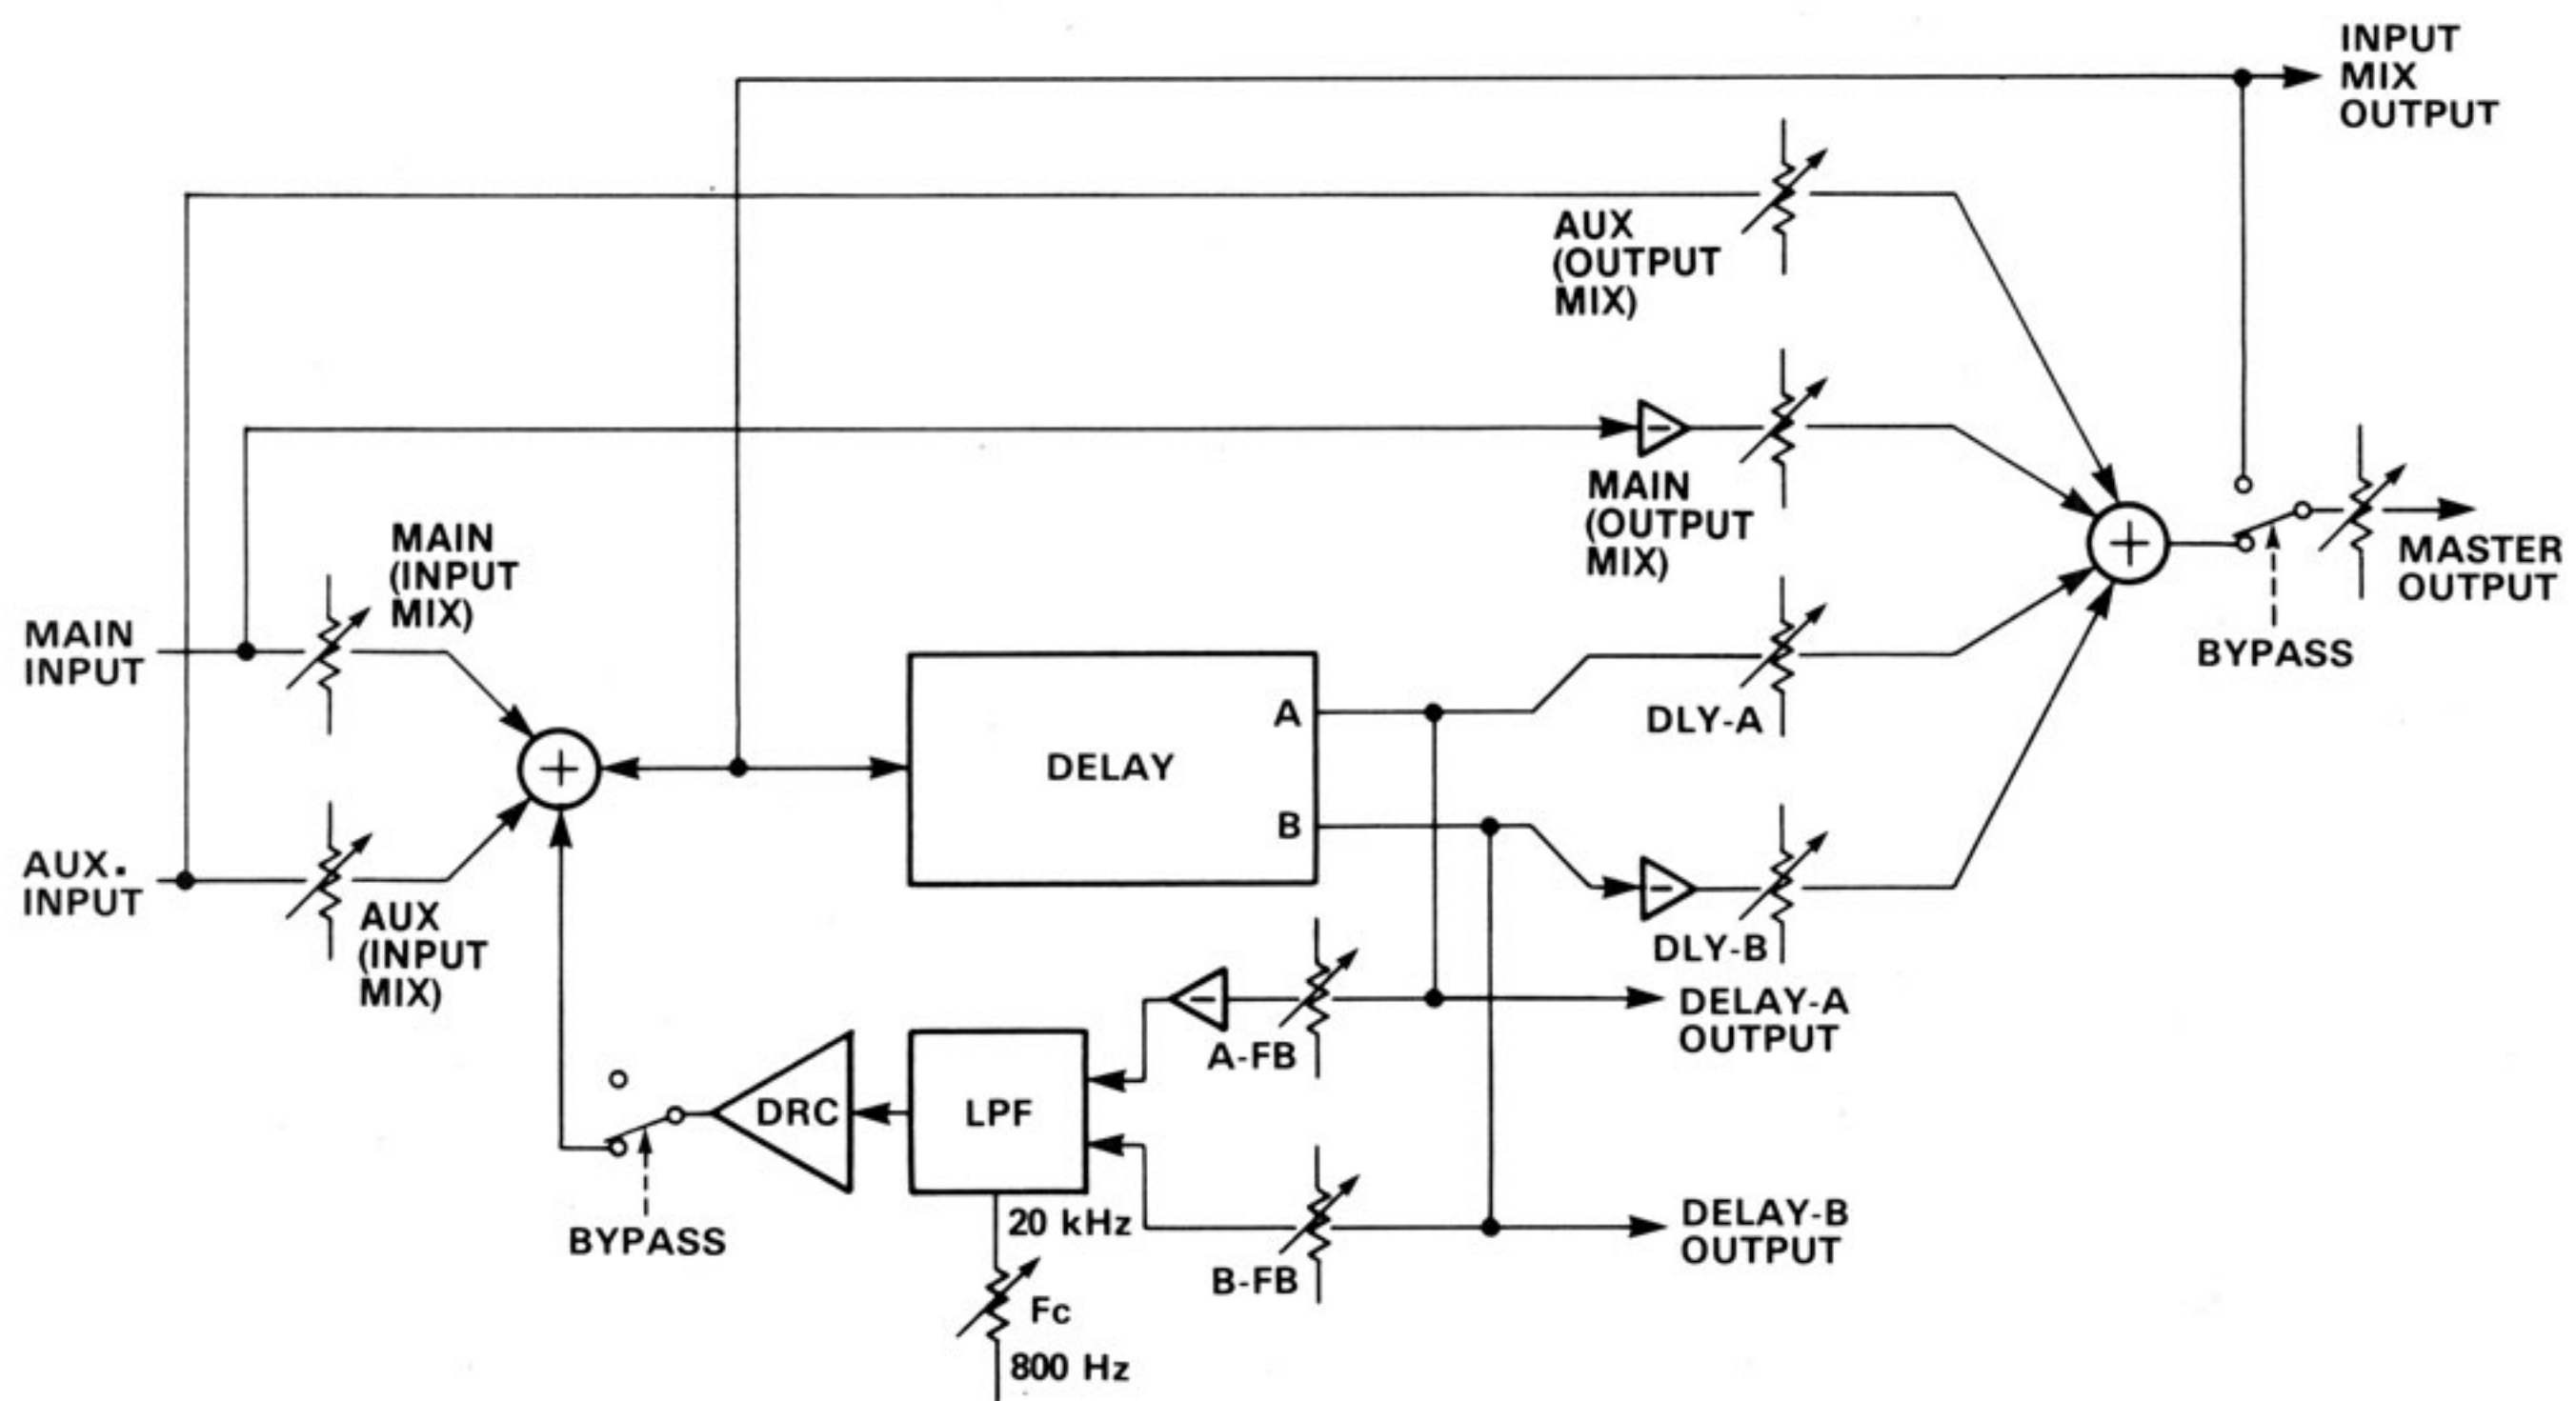 INPUT
MIX
OUTPUT
AUX
(OUTPUT
MIX)
MAIN
(OUTPUT
MIX)
MASTER
OUTPUT
BYPASS
MAIN
(INPUT
MIX)
MAIN
INPUT
+
+
-
A
DELAY
B
DLY-A
AUX.
INPUT
AUX
(INPUT
MIX)
-
DLY-B
-
A-FB
DELAY-A
OUTPUT
DRC
LPF
BYPASS
20 kHz
B-FB
DELAY-B
OUTPUT
Fc
800 Hz